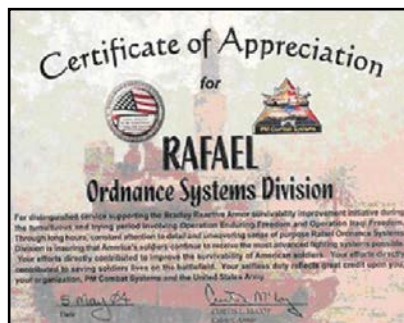 Certificate of Appreciation
for
PM Combat Systems
RAFAEL
Ordnance Systems Division
For distinguished service supporting the Bradley Reactive Armor survivability improvement initiative during
the tumultuous and trying period involving Operation Enduring Freedom and Operation Iraqi Freedom.
Through long hours, constant attention to detail and unwavering sense of purpose Rafael Ordnance Systems
Division is insuring that America's soldiers continue to receive the most advanced fighting systems possible.
Your efforts directly contributed to improve the survivability of American soldiers. Your efforts directly
contributed to saving soldiers lives on the battlefield. Your selfless duty reflects great credit upon you,
your organization, PM Combat Systems and the United States Army.
5 May 04
Date